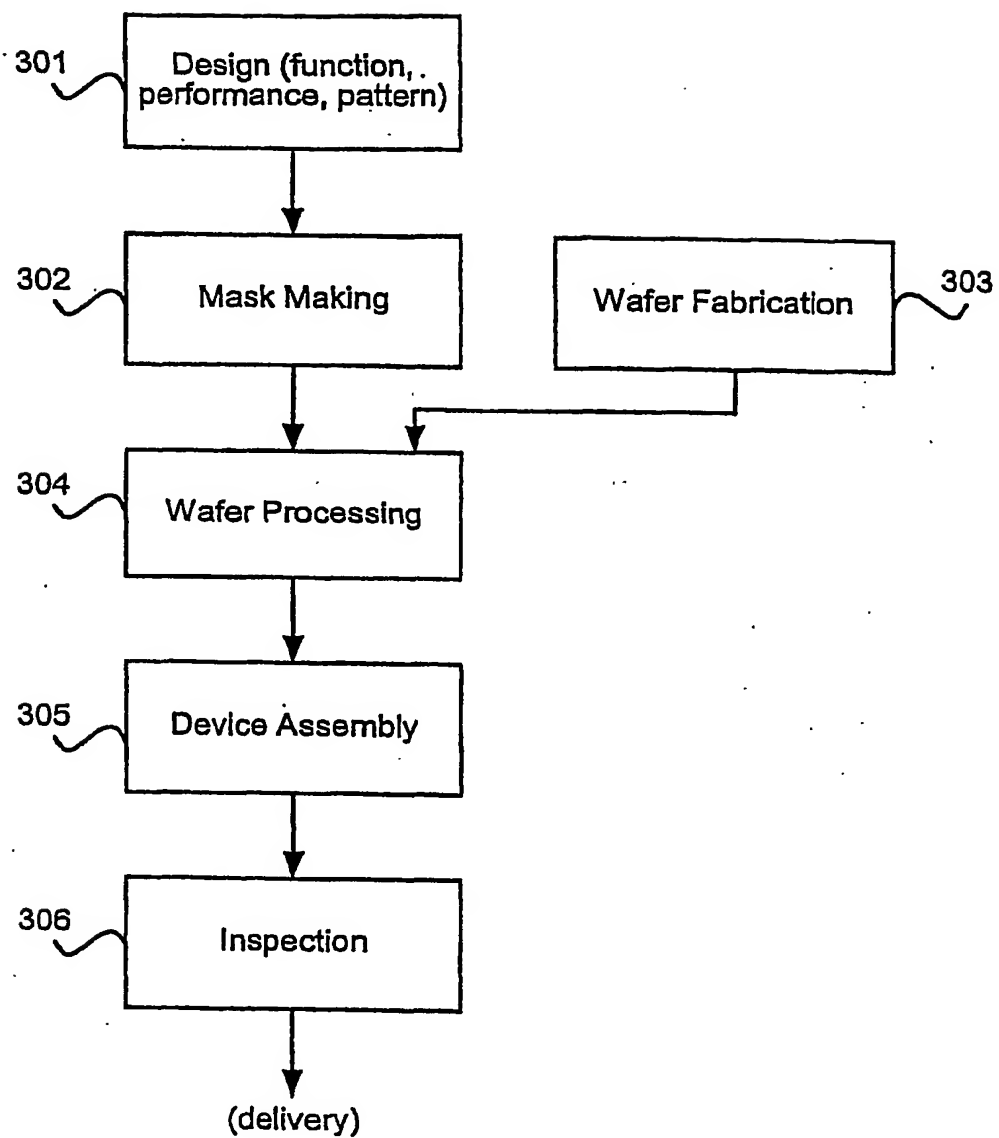 301
Design (function,
performance, pattern)
302
Mask Making
Wafer Fabrication
303
304
Wafer Processing
305
Device Assembly
306
Inspection
(delivery)